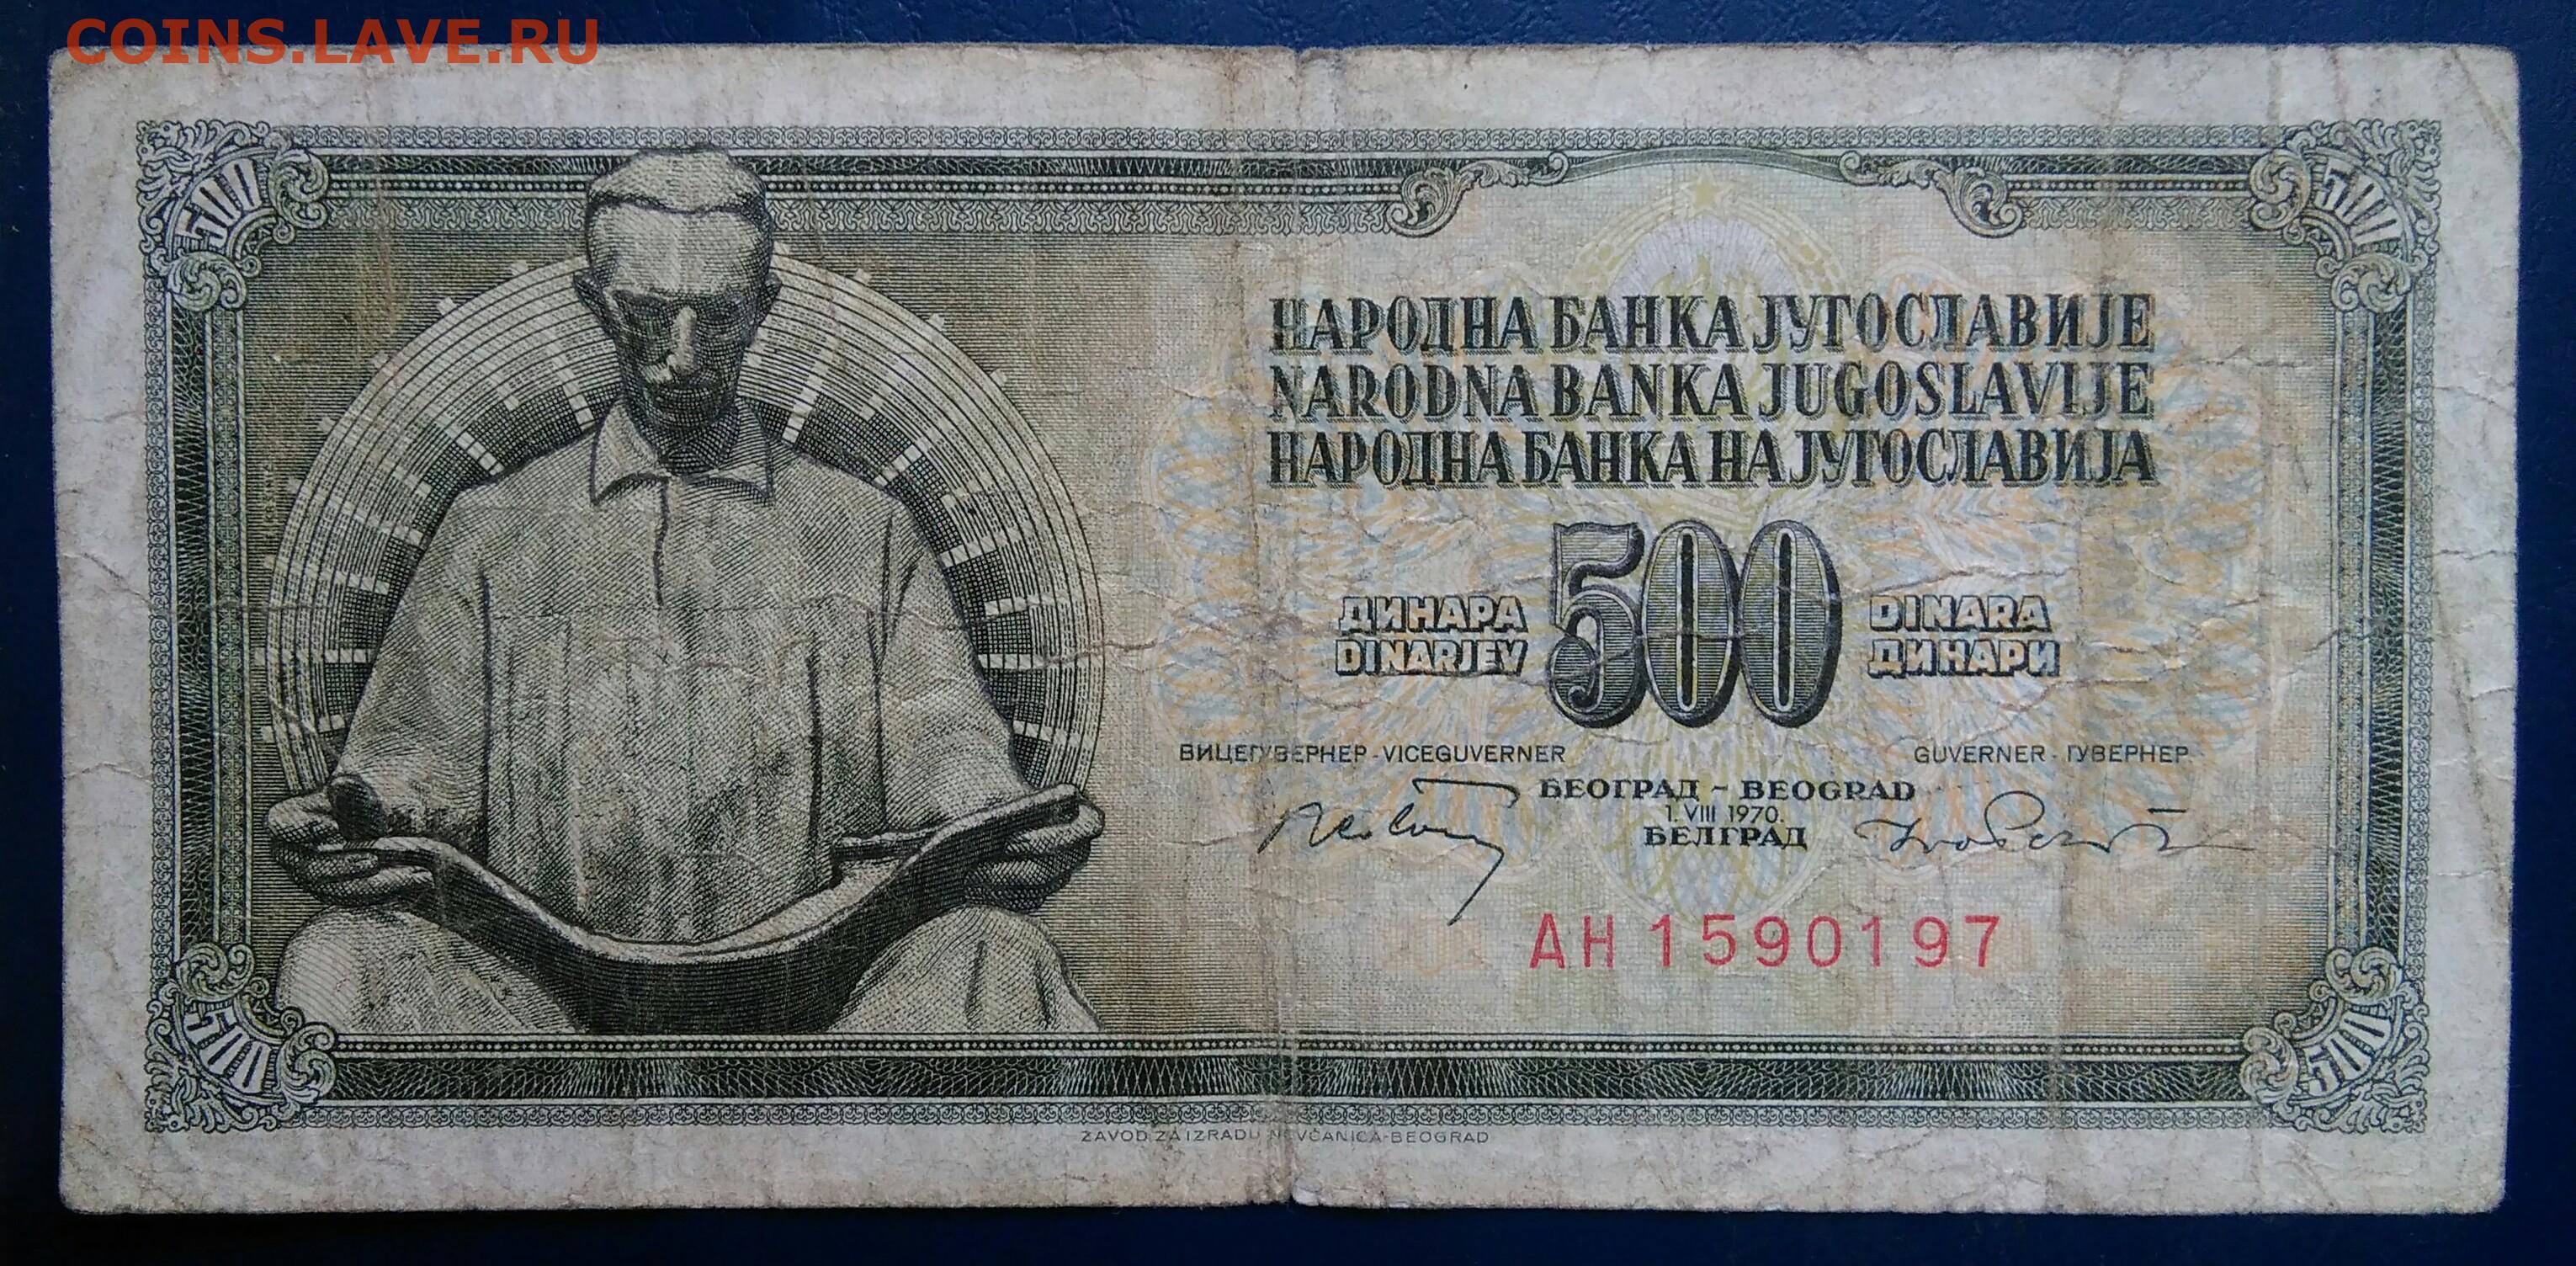 COINS.LAVE.RU
500
500
НАРОДНА БАНКА ЈУГОСЛАВИЈЕ
NARODNA BANKA JUGOSLAVIJE
НАРОДНА БАНКА НА ЈУГОСЛАВИЈА
ДИНАРА 500 DINARA
DINARJEV ДИНАРИ
ВИЦЕГУВЕРНЕР - VICEGUVERNER GUVERNER - ГУВЕРНЕР
БЕОГРАД - BEOGRAD
1. VIII 1970.
БЕЛГРАД
AH 1590197
500
500
ZAVOD ZA IZRADU NOVČANICA-BEOGRAD